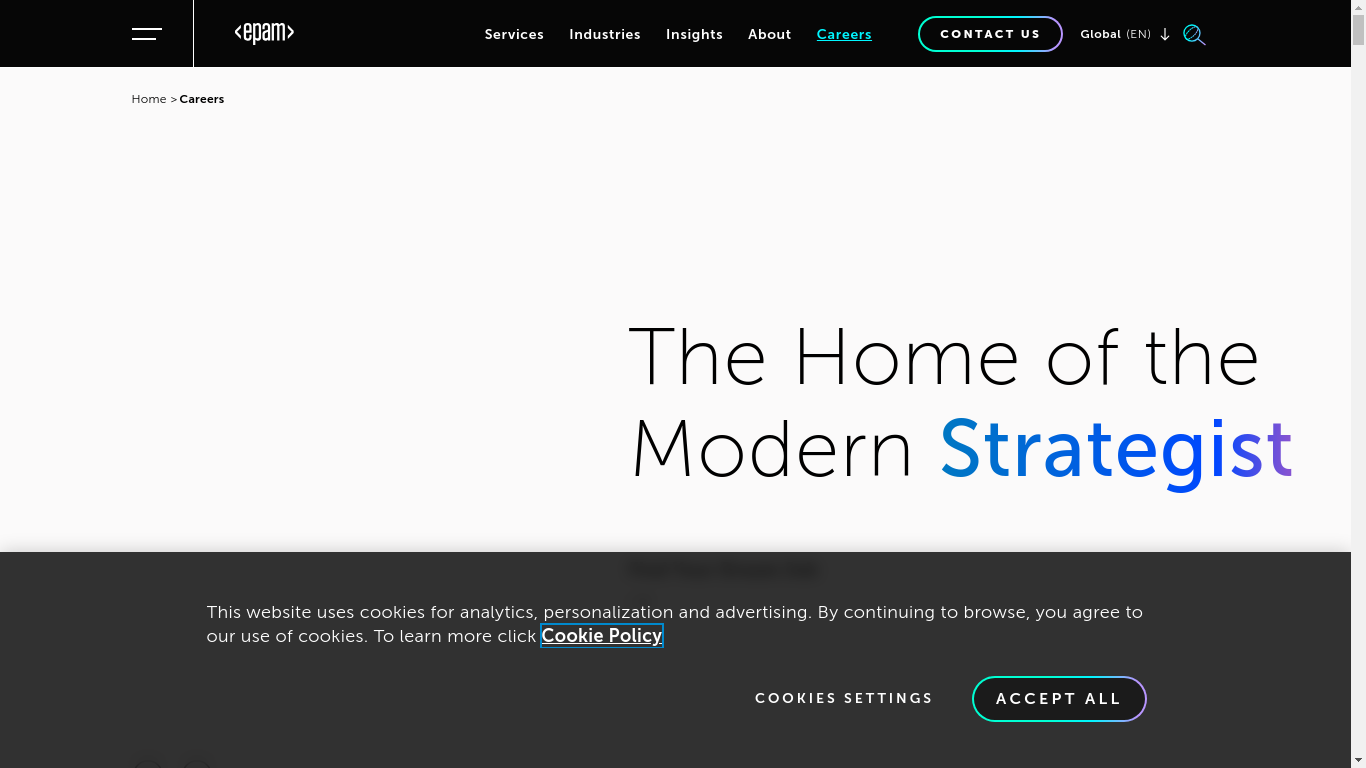 <epam>
Services Industries Insights About Careers CONTACT US Global (EN)
Home > Careers
The Home of the
Modern Strategist
This website uses cookies for analytics, personalization and advertising. By continuing to browse, you agree to
our use of cookies. To learn more click Cookie Policy
COOKIES SETTINGS ACCEPT ALL